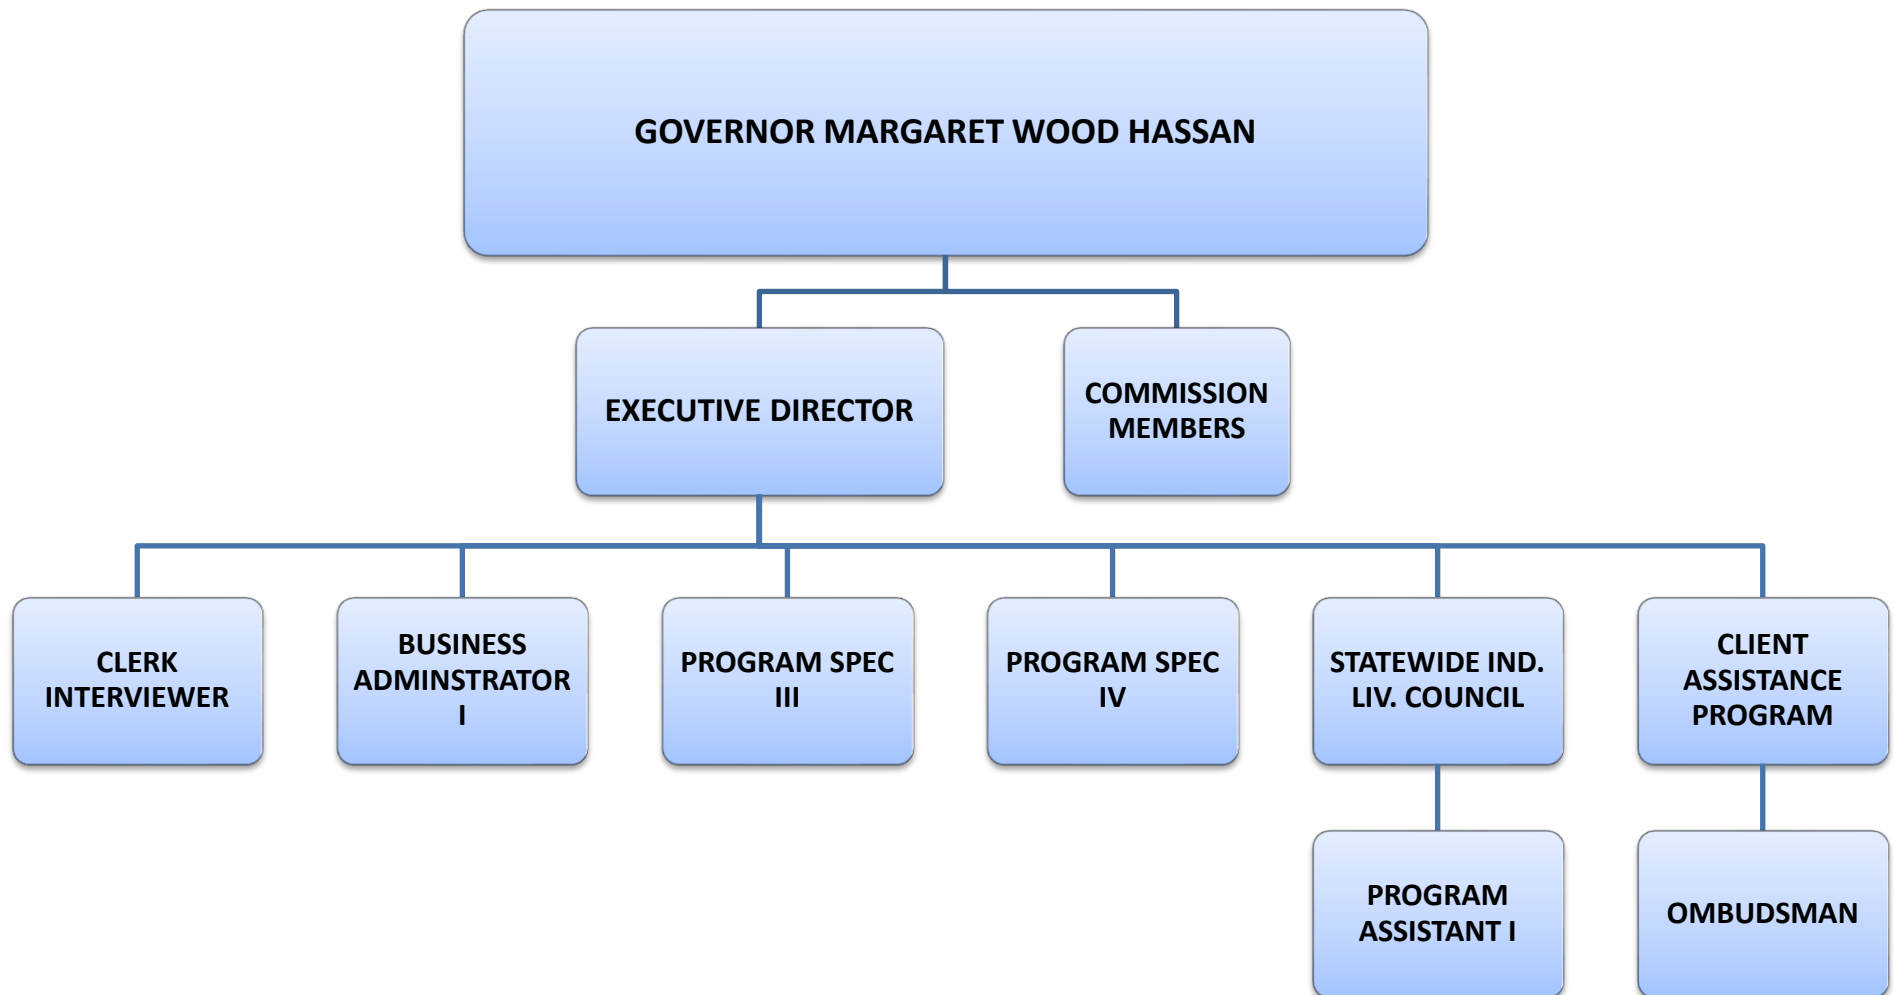 GOVERNOR MARGARET WOOD HASSAN
EXECUTIVE DIRECTOR
COMMISSION
MEMBERS
CLERK
INTERVIEWER
BUSINESS
ADMINSTRATOR
I
PROGRAM SPEC
III
PROGRAM SPEC
IV
STATEWIDE IND.
LIV. COUNCIL
CLIENT
ASSISTANCE
PROGRAM
PROGRAM
ASSISTANT I
OMBUDSMAN